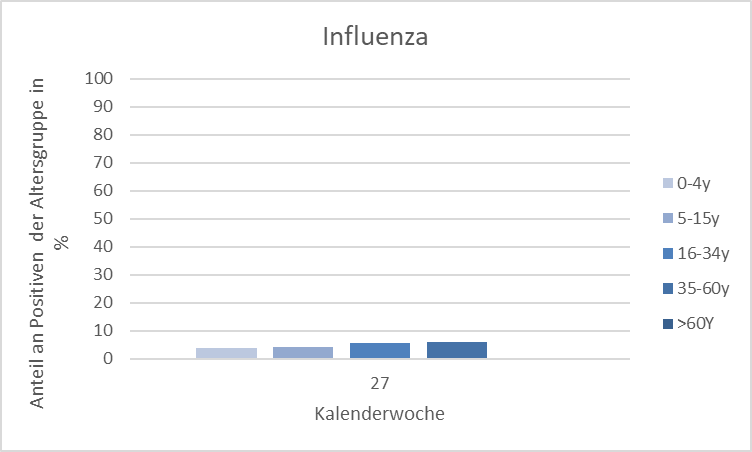 Influenza
Anteil an Positiven der Altersgruppe in
%
100
90
80
70
60
50
40
30
20
10
0
27
Kalenderwoche
0-4y
5-15y
16-34y
35-60y
>60Y